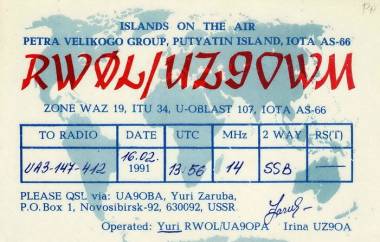 ISLANDS ON THE AIR
PETRA VELIKOGO GROUP, PUTYATIN ISLAND, IOTA AS-66
RWØL/UZ9OWM
ZONE WAZ 19, ITU 34, U-OBLAST 107, IOTA AS-66
TO RADIO DATE UTC MHz 2 WAY RS(T)
UA3-147-412 16.02. 1991 13-56 14 SSB
PLEASE QSL via: UA9OBA, Yuri Zaruba,
P.O.Box 1, Novosibirsk-92, 630092, USSR
Operated: Yuri RWOL/UA9OPA Irina UZ9OA